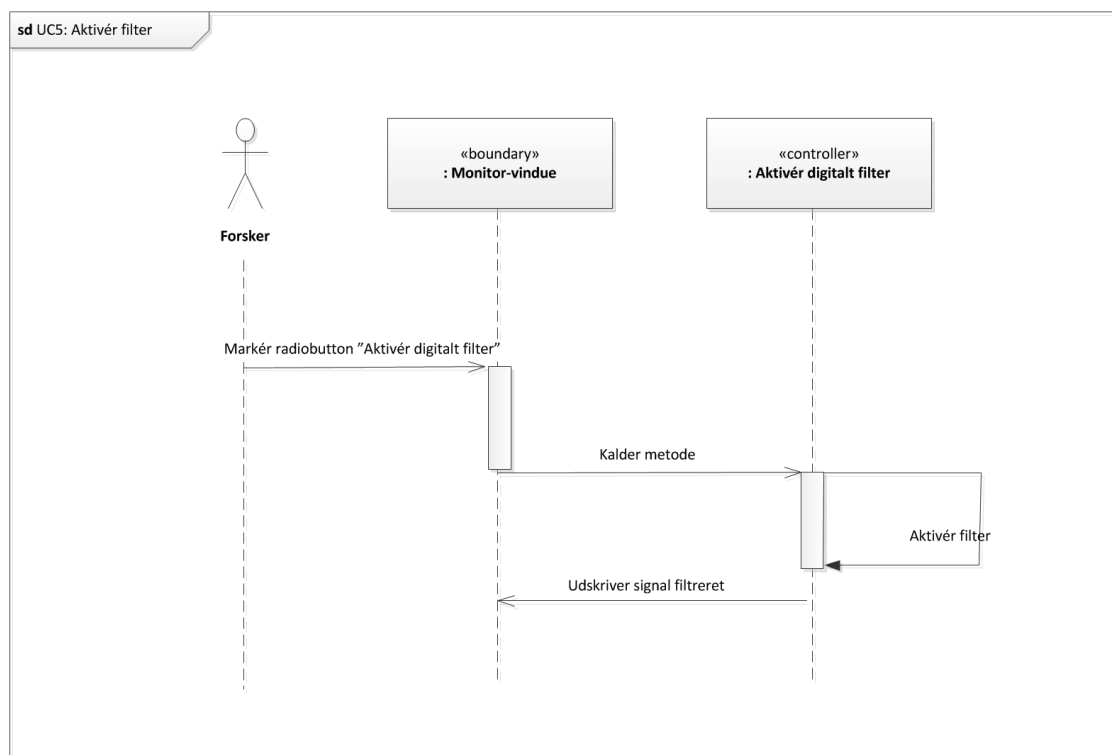 sd UC5: Aktivér filter
«boundary»
: Monitor-vindue
«controller»
: Aktivér digitalt filter
Forsker
Markér radiobutton ”Aktivér digitalt filter”
Kalder metode
Aktivér filter
Udskriver signal filtreret